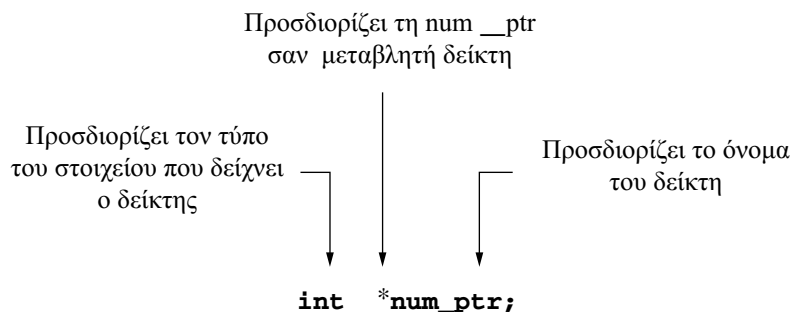 Προσδιορίζει τη num __ptr
σαν μεταβλητή δείκτη
Προσδιορίζει τον τύπο
του στοιχείου που δείχνει
ο δείκτης
Προσδιορίζει το όνομα
του δείκτη
int *num_ptr;